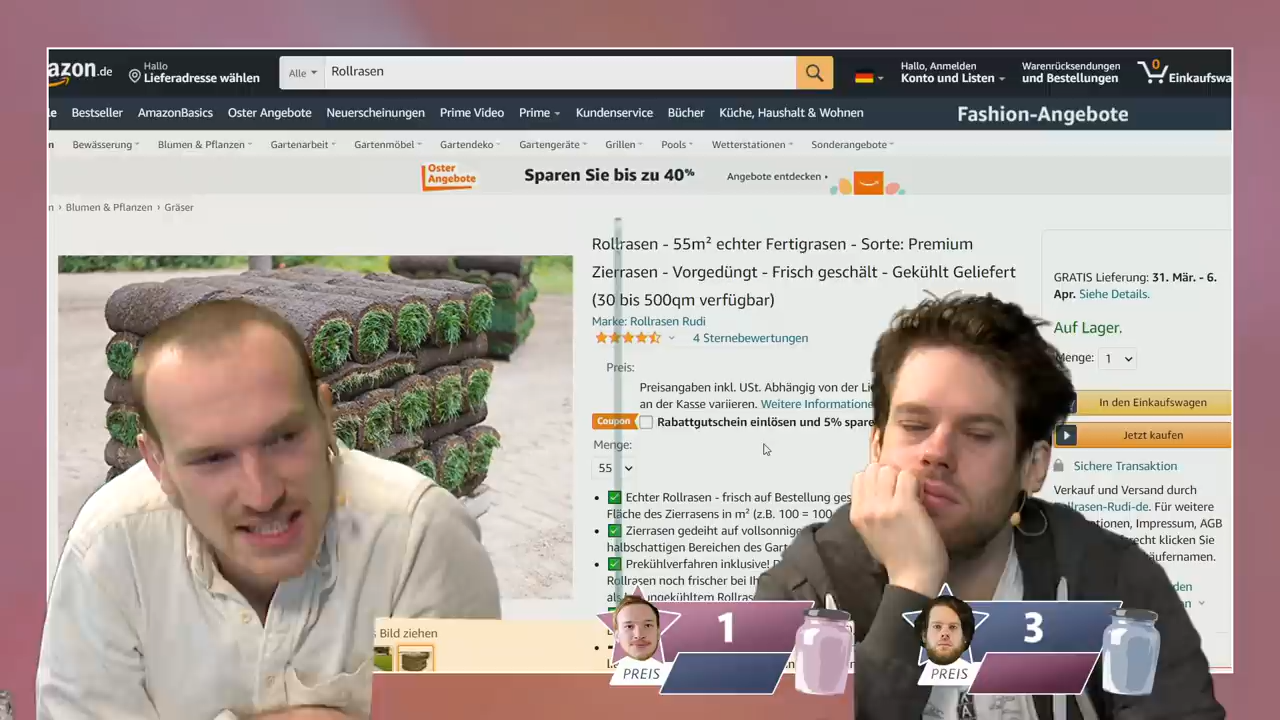 azon.de
Hallo
Lieferadresse wählen
Alle
Rollrasen
Hallo, Anmelden
Konto und Listen
Warenrücksendungen
und Bestellungen
0
Einkaufswa
le
Bestseller
AmazonBasics
Oster Angebote
Neuerscheinungen
Prime Video
Prime
Kundenservice
Bücher
Küche, Haushalt & Wohnen
Fashion-Angebote
n
Bewässerung
Blumen & Pflanzen
Gartenarbeit
Gartenmöbel
Gartendeko
Gartengeräte
Grillen
Pools
Wetterstationen
Sonderangebote
Oster
Angebote
Sparen Sie bis zu 40%
Angebote entdecken
n › Blumen & Pflanzen › Gräser
Rollrasen - 55m² echter Fertigrasen - Sorte: Premium
Zierrasen - Vorgedüngt - Frisch geschält - Gekühlt Geliefert
(30 bis 500qm verfügbar)
Marke: Rollrasen Rudi
4 Sternebewertungen
Preis:
Preisangaben inkl. USt. Abhängig von der Li
an der Kasse variieren. Weitere Informatione
Coupon
Rabattgutschein einlösen und 5% spare
Menge:
55
Echter Rollrasen - frisch auf Bestellung ges
Fläche des Zierrasens in m² (z.B. 100 = 100
Zierrasen gedeiht auf vollsonnige
halbschattigen Bereichen des Gart
Prekühlverfahren inklusive! D
Rollrasen noch frischer bei Ih
als ungekühltem Rollras
GRATIS Lieferung: 31. Mär. - 6.
Apr. Siehe Details.
Auf Lager.
Menge: 1
In den Einkaufswagen
Jetzt kaufen
Sichere Transaktion
Verkauf und Versand durch
ollrasen-Rudi-de. Für weitere
tionen, Impressum, AGB
recht klicken Sie
äufernamen.
den
n
s Bild ziehen
1
PREIS
3
PREIS